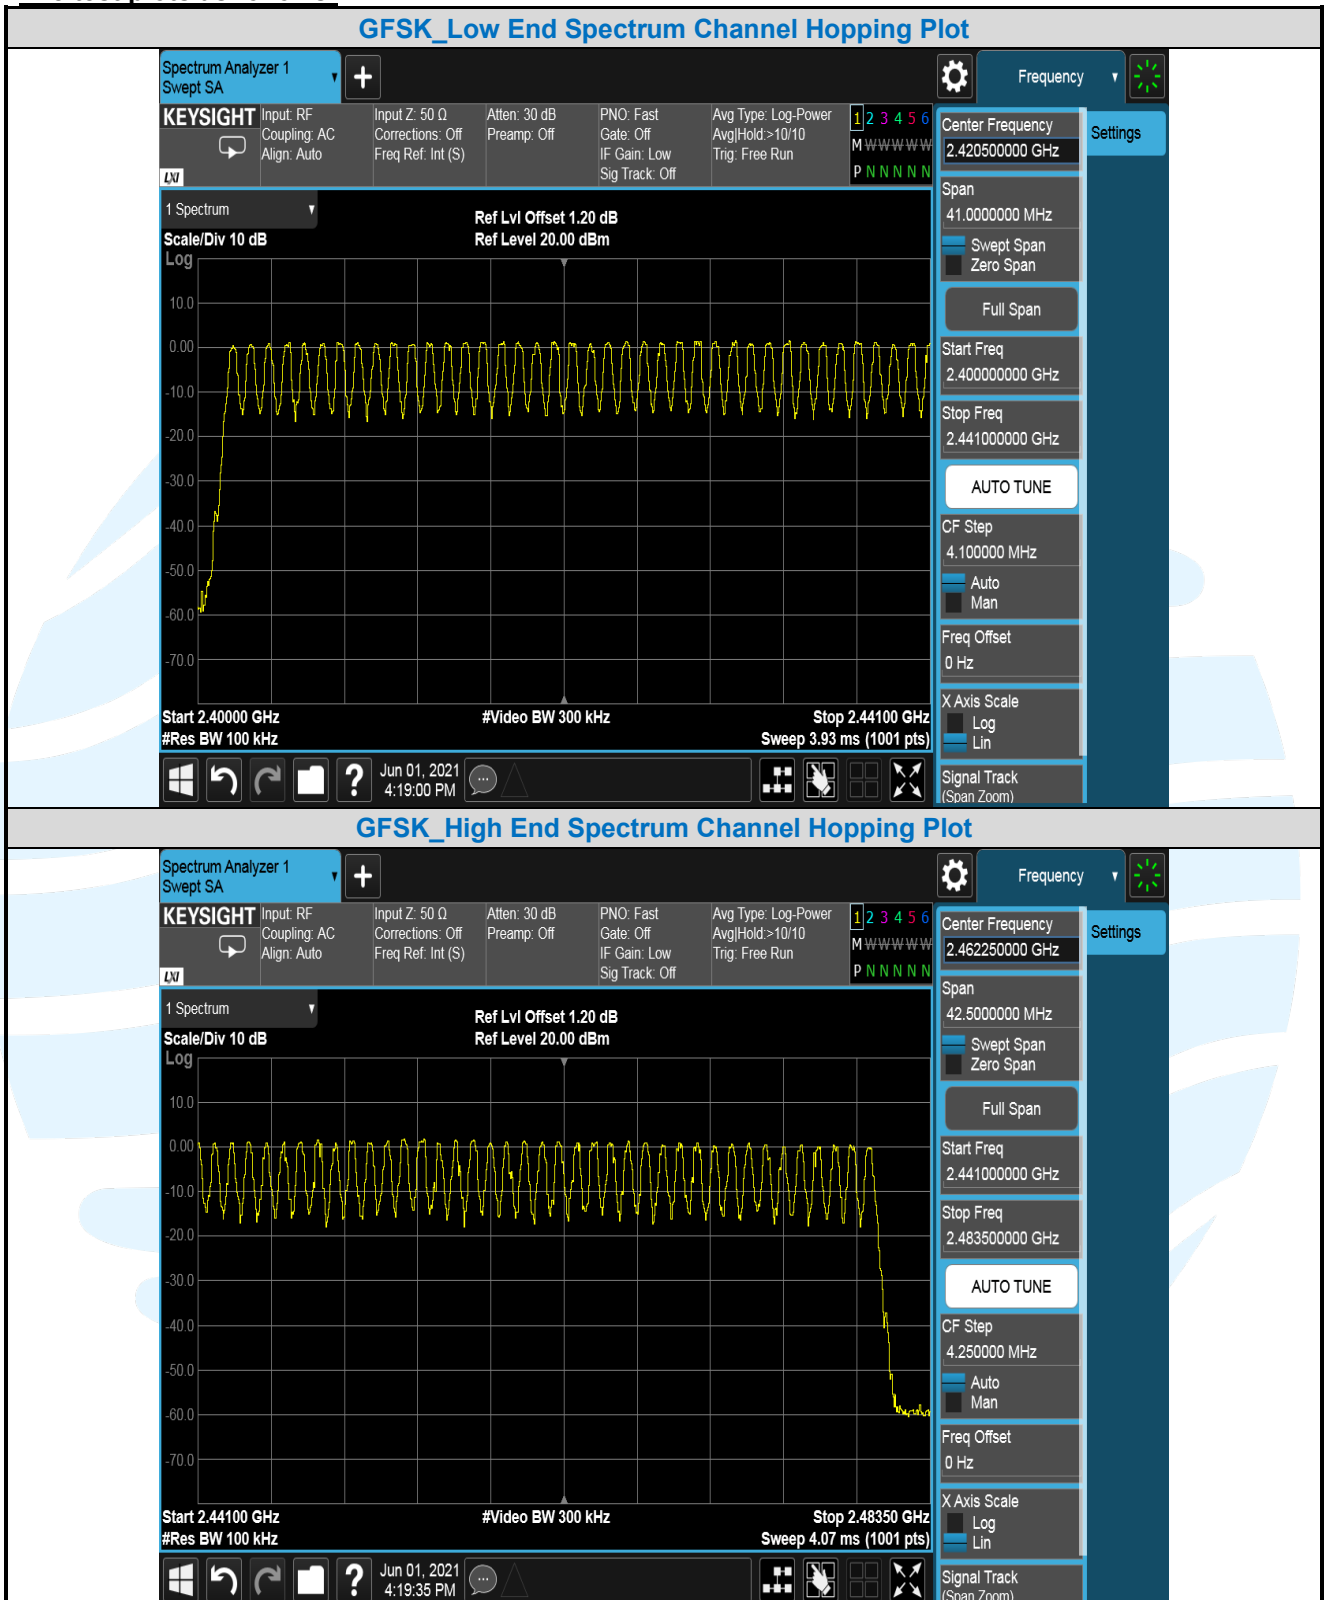 GFSK_Low End Spectrum Channel Hopping Plot
Spectrum Analyzer 1
Swept SA
Frequency
KEYSIGHT
Input: RF
Coupling: AC
Align: Auto
Input Z: 50 Ω
Corrections: Off
Freq Ref: Int (S)
Atten: 30 dB
Preamp: Off
PNO: Fast
Gate: Off
IF Gain: Low
Sig Track: Off
Avg Type: Log-Power
Avg|Hold:>10/10
Trig: Free Run
1 2 3 4 5 6
M W W W W W
P N N N N N
LXI
Center Frequency
2.420500000 GHz
Settings
Span
41.0000000 MHz
Swept Span
Zero Span
Full Span
Start Freq
2.400000000 GHz
Stop Freq
2.441000000 GHz
AUTO TUNE
CF Step
4.100000 MHz
Auto
Man
Freq Offset
0 Hz
X Axis Scale
Log
Lin
Signal Track
(Span Zoom)
1 Spectrum
Scale/Div 10 dB
Ref Lvl Offset 1.20 dB
Ref Level 20.00 dBm
Log
10.0
0.00
-10.0
-20.0
-30.0
-40.0
-50.0
-60.0
-70.0
Start 2.40000 GHz
#Video BW 300 kHz
Stop 2.44100 GHz
#Res BW 100 kHz
Sweep 3.93 ms (1001 pts)
Jun 01, 2021
4:19:00 PM
GFSK_High End Spectrum Channel Hopping Plot
Spectrum Analyzer 1
Swept SA
Frequency
KEYSIGHT
Input: RF
Coupling: AC
Align: Auto
Input Z: 50 Ω
Corrections: Off
Freq Ref: Int (S)
Atten: 30 dB
Preamp: Off
PNO: Fast
Gate: Off
IF Gain: Low
Sig Track: Off
Avg Type: Log-Power
Avg|Hold:>10/10
Trig: Free Run
1 2 3 4 5 6
M W W W W W
P N N N N N
LXI
Center Frequency
2.462250000 GHz
Settings
Span
42.5000000 MHz
Swept Span
Zero Span
Full Span
Start Freq
2.441000000 GHz
Stop Freq
2.483500000 GHz
AUTO TUNE
CF Step
4.250000 MHz
Auto
Man
Freq Offset
0 Hz
X Axis Scale
Log
Lin
Signal Track
(Span Zoom)
1 Spectrum
Scale/Div 10 dB
Ref Lvl Offset 1.20 dB
Ref Level 20.00 dBm
Log
10.0
0.00
-10.0
-20.0
-30.0
-40.0
-50.0
-60.0
-70.0
Start 2.44100 GHz
#Video BW 300 kHz
Stop 2.48350 GHz
#Res BW 100 kHz
Sweep 4.07 ms (1001 pts)
Jun 01, 2021
4:19:35 PM